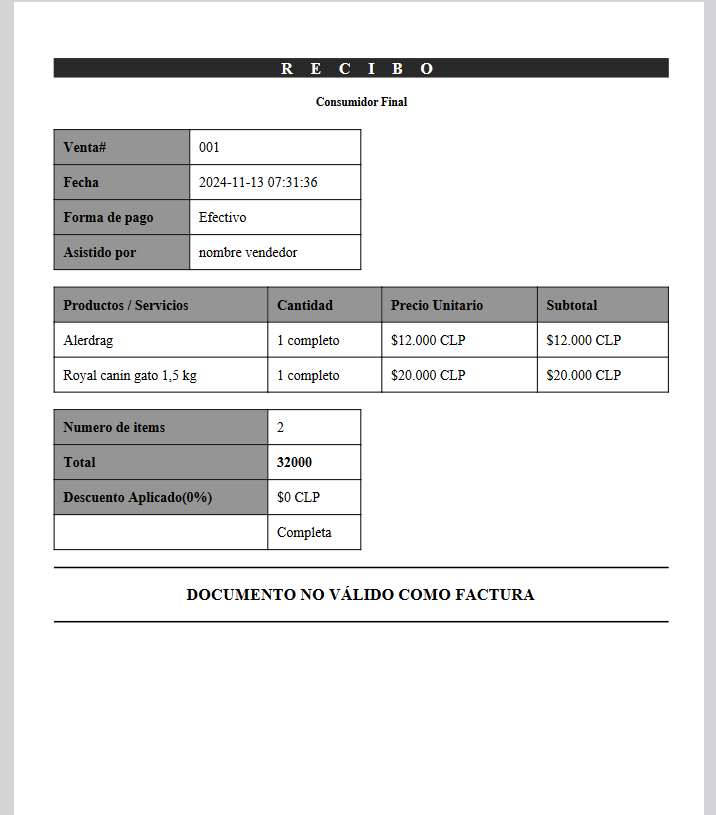 R E C I B O
Consumidor Final
Venta# 001
Fecha 2024-11-13 07:31:36
Forma de pago Efectivo
Asistido por nombre vendedor
Productos / Servicios Cantidad Precio Unitario Subtotal
Alerdrag 1 completo $12.000 CLP $12.000 CLP
Royal canin gato 1,5 kg 1 completo $20.000 CLP $20.000 CLP
Numero de items 2
Total 32000
Descuento Aplicado(0%) $0 CLP
Completa
DOCUMENTO NO VÁLIDO COMO FACTURA